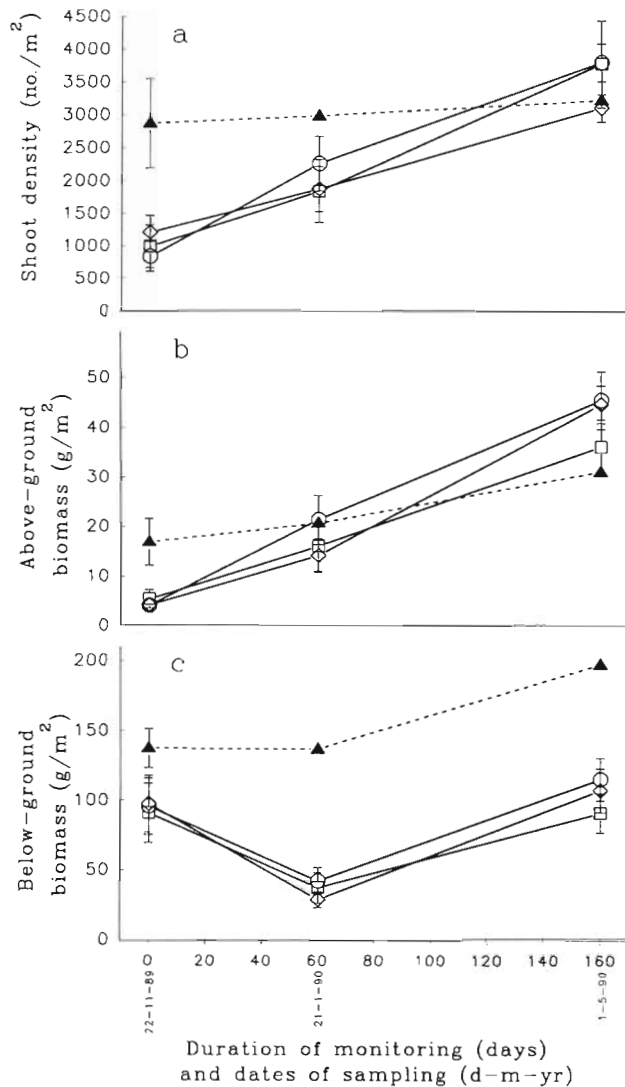 a
Shoot density (no./m²)
4500
4000
3500
3000
2500
2000
1500
1000
500
0
b
Above-ground
biomass (g/m²)
50
40
30
20
10
0
c
Below-ground
biomass (g/m²)
200
150
100
50
0
0 20 40 60 80 100 120 140 160
22-11-89 21-1-90 1-5-90
Duration of monitoring (days)
and dates of sampling (d-m-yr)